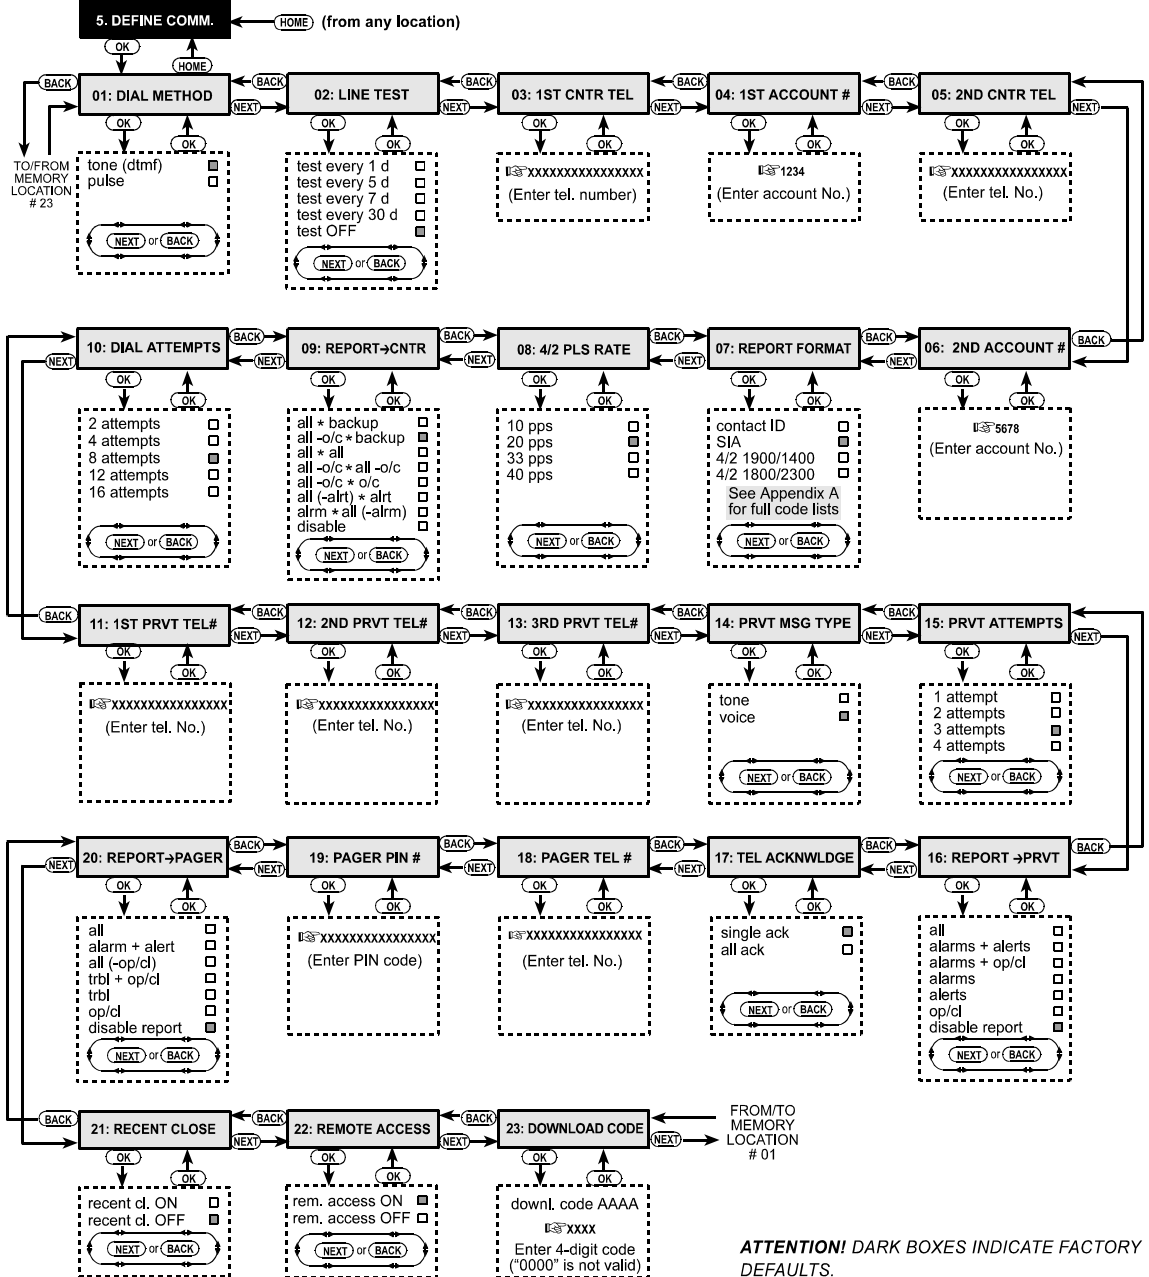 5. DEFINE COMM.
HOME (from any location)
OK
HOME
BACK
01: DIAL METHOD
BACK
NEXT
02: LINE TEST
BACK
NEXT
03: 1ST CNTR TEL
BACK
NEXT
04: 1ST ACCOUNT #
BACK
NEXT
05: 2ND CNTR TEL
NEXT
OK
OK
OK
OK
OK
OK
OK
OK
OK
OK
TO/FROM
MEMORY
LOCATION
# 23
tone (dtmf)
pulse
NEXT or BACK
test every 1 d
test every 5 d
test every 7 d
test every 30 d
test OFF
NEXT or BACK
xxxxxxxxxxxxxxxx
(Enter tel. number)
1234
(Enter account No.)
xxxxxxxxxxxxxxxx
(Enter tel. No.)
NEXT
10: DIAL ATTEMPTS
BACK
NEXT
09: REPORT→CNTR
BACK
NEXT
08: 4/2 PLS RATE
BACK
NEXT
07: REPORT FORMAT
BACK
NEXT
06: 2ND ACCOUNT #
BACK
OK
OK
OK
OK
OK
OK
OK
OK
OK
OK
2 attempts
4 attempts
8 attempts
12 attempts
16 attempts
NEXT or BACK
all * backup
all -o/c * backup
all * all
all -o/c * all -o/c
all -o/c * o/c
all (-alrt) * alrt
alrm * all (-alrm)
disable
NEXT or BACK
10 pps
20 pps
33 pps
40 pps
NEXT or BACK
contact ID
SIA
4/2 1900/1400
4/2 1800/2300
See Appendix A
for full code lists
NEXT or BACK
5678
(Enter account No.)
BACK
11: 1ST PRVT TEL#
BACK
NEXT
12: 2ND PRVT TEL#
BACK
NEXT
13: 3RD PRVT TEL#
BACK
NEXT
14: PRVT MSG TYPE
BACK
NEXT
15: PRVT ATTEMPTS
NEXT
OK
OK
OK
OK
OK
OK
OK
OK
OK
OK
xxxxxxxxxxxxxxxx
(Enter tel. No.)
xxxxxxxxxxxxxxxx
(Enter tel. No.)
xxxxxxxxxxxxxxxx
(Enter tel. No.)
tone
voice
NEXT or BACK
1 attempt
2 attempts
3 attempts
4 attempts
NEXT or BACK
NEXT
20: REPORT→PAGER
BACK
NEXT
19: PAGER PIN #
BACK
NEXT
18: PAGER TEL #
BACK
NEXT
17: TEL ACKNWLDGE
BACK
NEXT
16: REPORT →PRVT
BACK
OK
OK
OK
OK
OK
OK
OK
OK
OK
OK
all
alarm + alert
all (-op/cl)
trbl + op/cl
trbl
op/cl
disable report
NEXT or BACK
xxxxxxxxxxxxxxxx
(Enter PIN code)
xxxxxxxxxxxxxxxx
(Enter tel. No.)
single ack
all ack
NEXT or BACK
all
alarms + alerts
alarms + op/cl
alarms
alerts
op/cl
disable report
NEXT or BACK
BACK
21: RECENT CLOSE
BACK
NEXT
22: REMOTE ACCESS
BACK
NEXT
23: DOWNLOAD CODE
NEXT
FROM/TO
MEMORY
LOCATION
# 01
OK
OK
OK
OK
OK
OK
recent cl. ON
recent cl. OFF
NEXT or BACK
rem. access ON
rem. access OFF
NEXT or BACK
downl. code AAAA
xxxx
Enter 4-digit code
("0000" is not valid)
ATTENTION! DARK BOXES INDICATE FACTORY
DEFAULTS.